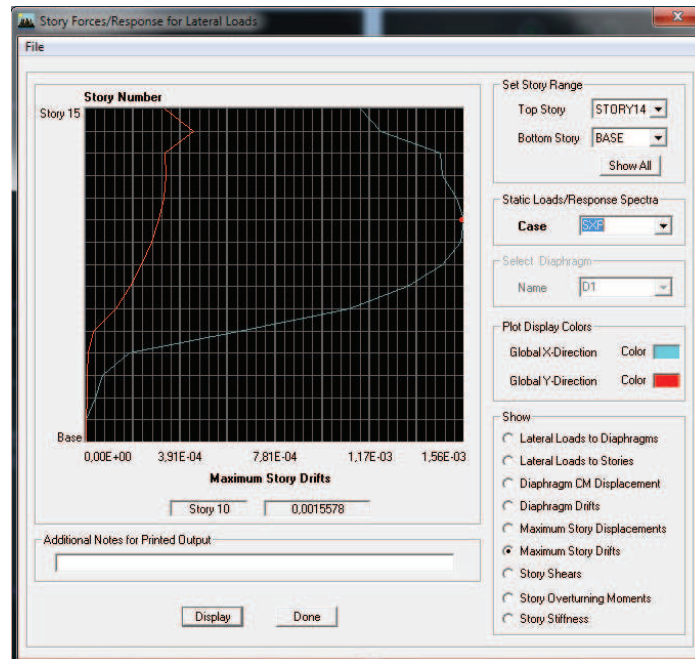 Story Forces/Response for Lateral Loads
File
Story Number
Story 15
Base
0,00E+00 3,91E-04 7,81E-04 1,17E-03 1,56E-03
Maximum Story Drifts
Story 10 0,0015578
Additional Notes for Printed Output
Display Done
Set Story Range
Top Story STORY14
Bottom Story BASE
Show All
Static Loads/Response Spectra
Case SXF
Select Diaphragm
Name D1
Plot Display Colors
Global X-Direction Color
Global Y-Direction Color
Show
Lateral Loads to Diaphragms
Lateral Loads to Stories
Diaphragm CM Displacement
Diaphragm Drifts
Maximum Story Displacements
Maximum Story Drifts
Story Shears
Story Overturning Moments
Story Stiffness